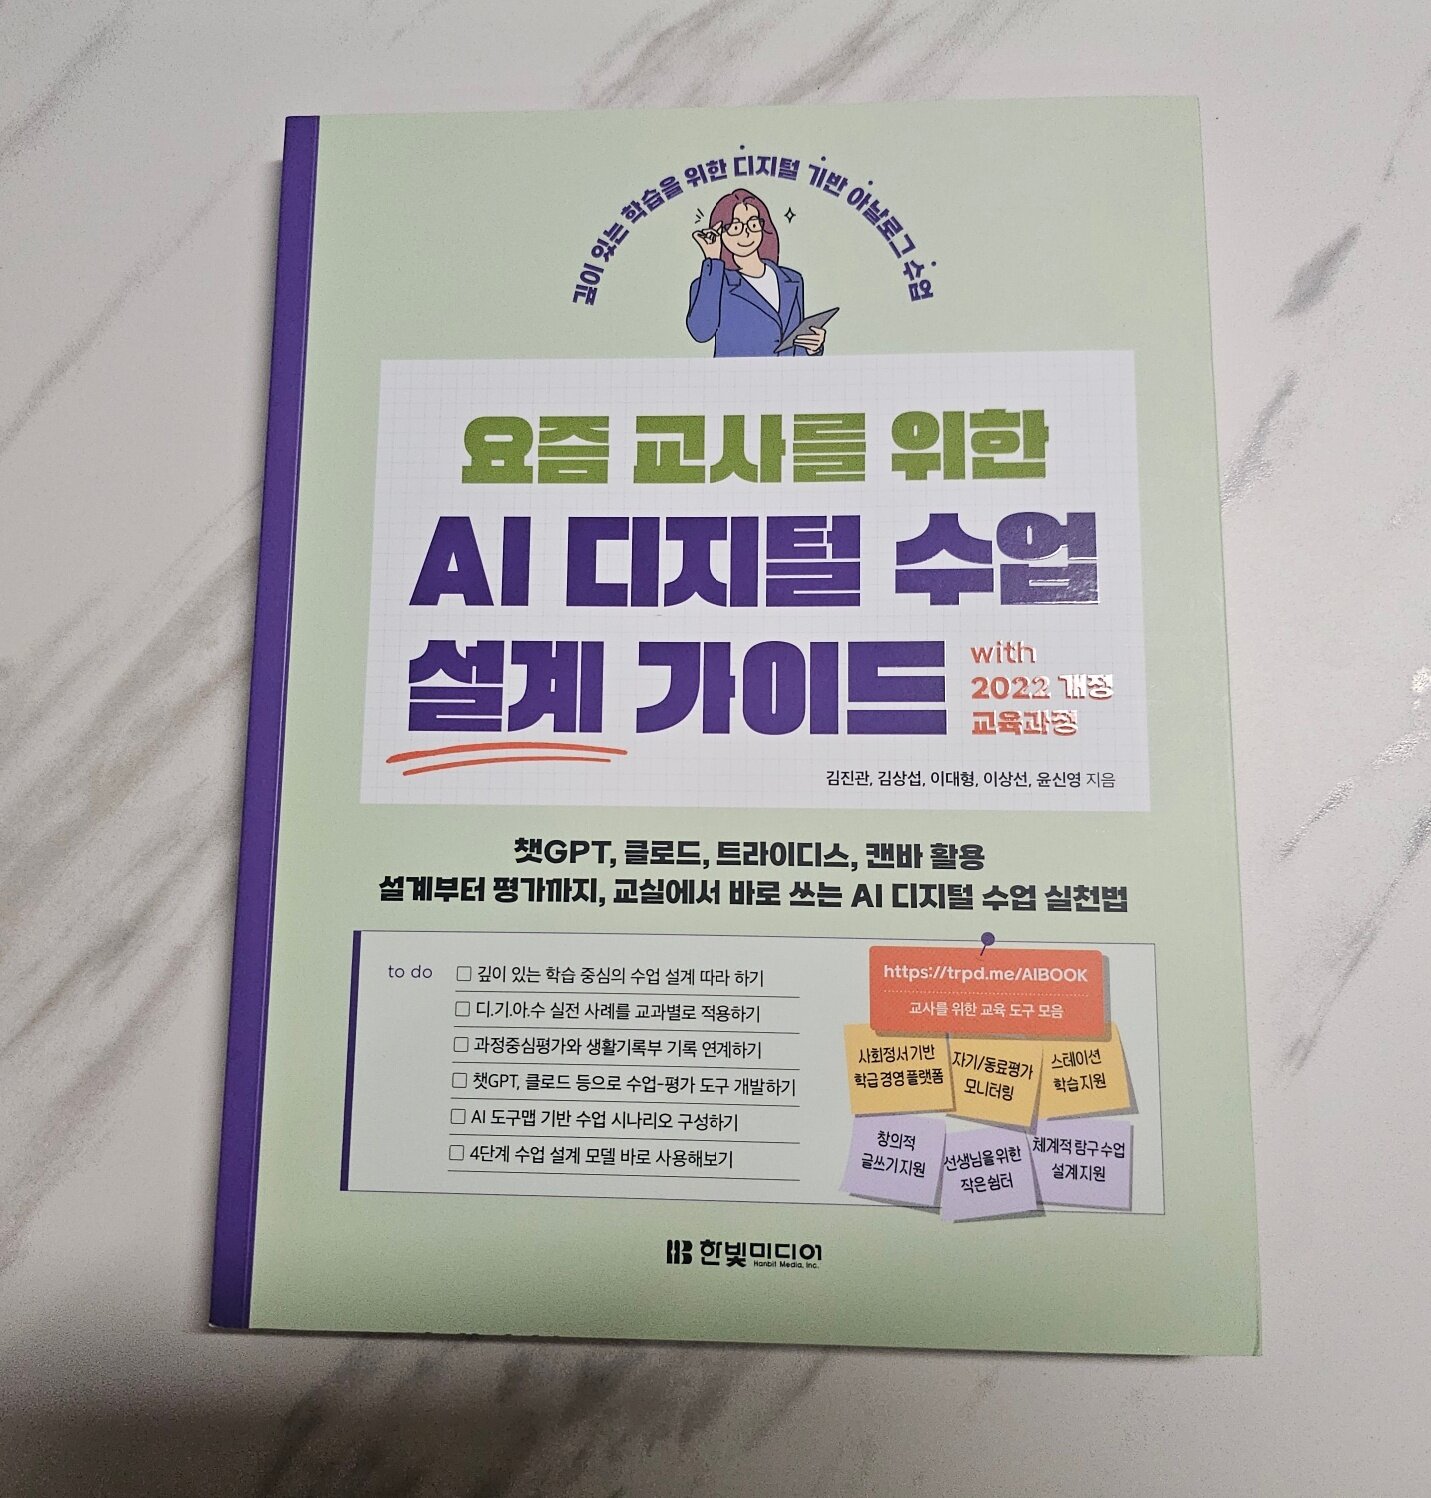 깊이 있는 학습을 위한 디지털 기반 아날로그 수업
요즘 교사를 위한
AI 디지털 수업
설계 가이드
with
2022 개정
교육과정
김진관, 김상섭, 이대형, 이상선, 윤신영 지음
챗GPT, 클로드, 트라이디스, 캔바 활용
설계부터 평가까지, 교실에서 바로 쓰는 AI 디지털 수업 실천법
to do
□ 깊이 있는 학습 중심의 수업 설계 따라 하기
□ 디.기.아.수 실전 사례를 교과별로 적용하기
□ 과정중심평가와 생활기록부 기록 연계하기
□ 챗GPT, 클로드 등으로 수업-평가 도구 개발하기
□ AI 도구맵 기반 수업 시나리오 구성하기
□ 4단계 수업 설계 모델 바로 사용해보기
https://trpd.me/AIBOOK
교사를 위한 교육 도구 모음
사회정서 기반
학급 경영 플랫폼
자기/동료평가
모니터링
스테이션
학습 지원
창의적
글쓰기 지원
선생님을 위한
작은 쉼터
체계적 탐구 수업
설계 지원
HB 한빛미디어
Hanbit Media, Inc.